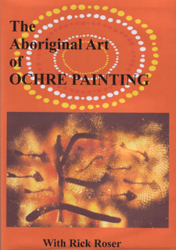 The
Aboriginal Art
of
OCHRE PAINTING
With Rick Roser